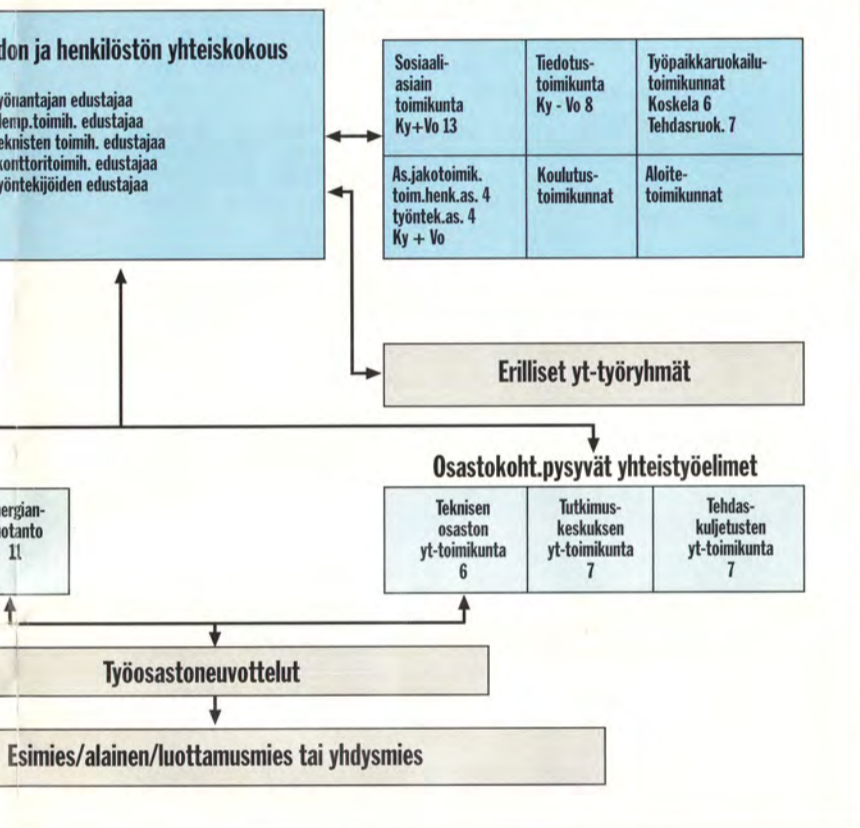 don ja henkilöstön yhteiskokous
yönantajan edustajaa
lemp.toimih. edustajaa
eknisten toimih. edustajaa
konttoritoimih. edustajaa
yöntekijöiden edustajaa
Sosiaali-
asiain
toimikunta
Ky+Vo 13
Tiedotus-
toimikunta
Ky - Vo 8
Työpaikkaruokailu-
toimikunnat
Koskela 6
Tehdasruok. 7
As.jakotoimik.
toim.henk.as. 4
työntek.as. 4
Ky + Vo
Koulutus-
toimikunnat
Aloite-
toimikunnat
Erilliset yt-työryhmät
Osastokoht.pysyvät yhteistyöelimet
ergian-
otanto
11
Teknisen
osaston
yt-toimikunta
6
Tutkimus-
keskuksen
yt-toimikunta
7
Tehdas-
kuljetusten
yt-toimikunta
7
Työosastoneuvottelut
Esimies/alainen/luottamusmies tai yhdysmies